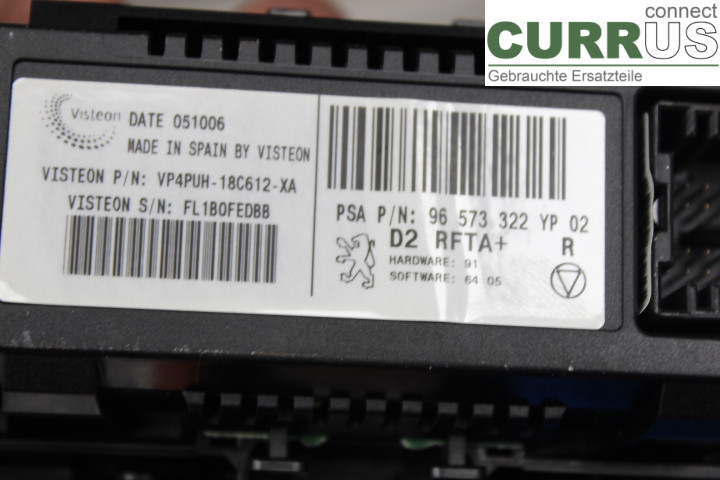 connect
CURRUS
Gebrauchte Ersatzteile
Visteon
DATE 051006
MADE IN SPAIN BY VISTEON
VISTEON P/N: VP4PUH-18C612-XA
VISTEON S/N: FL1B0FEDBB
PSA P/N: 96 573 322 YP 02
D2 RFTA+ R
HARDWARE: 91
SOFTWARE: 64 05